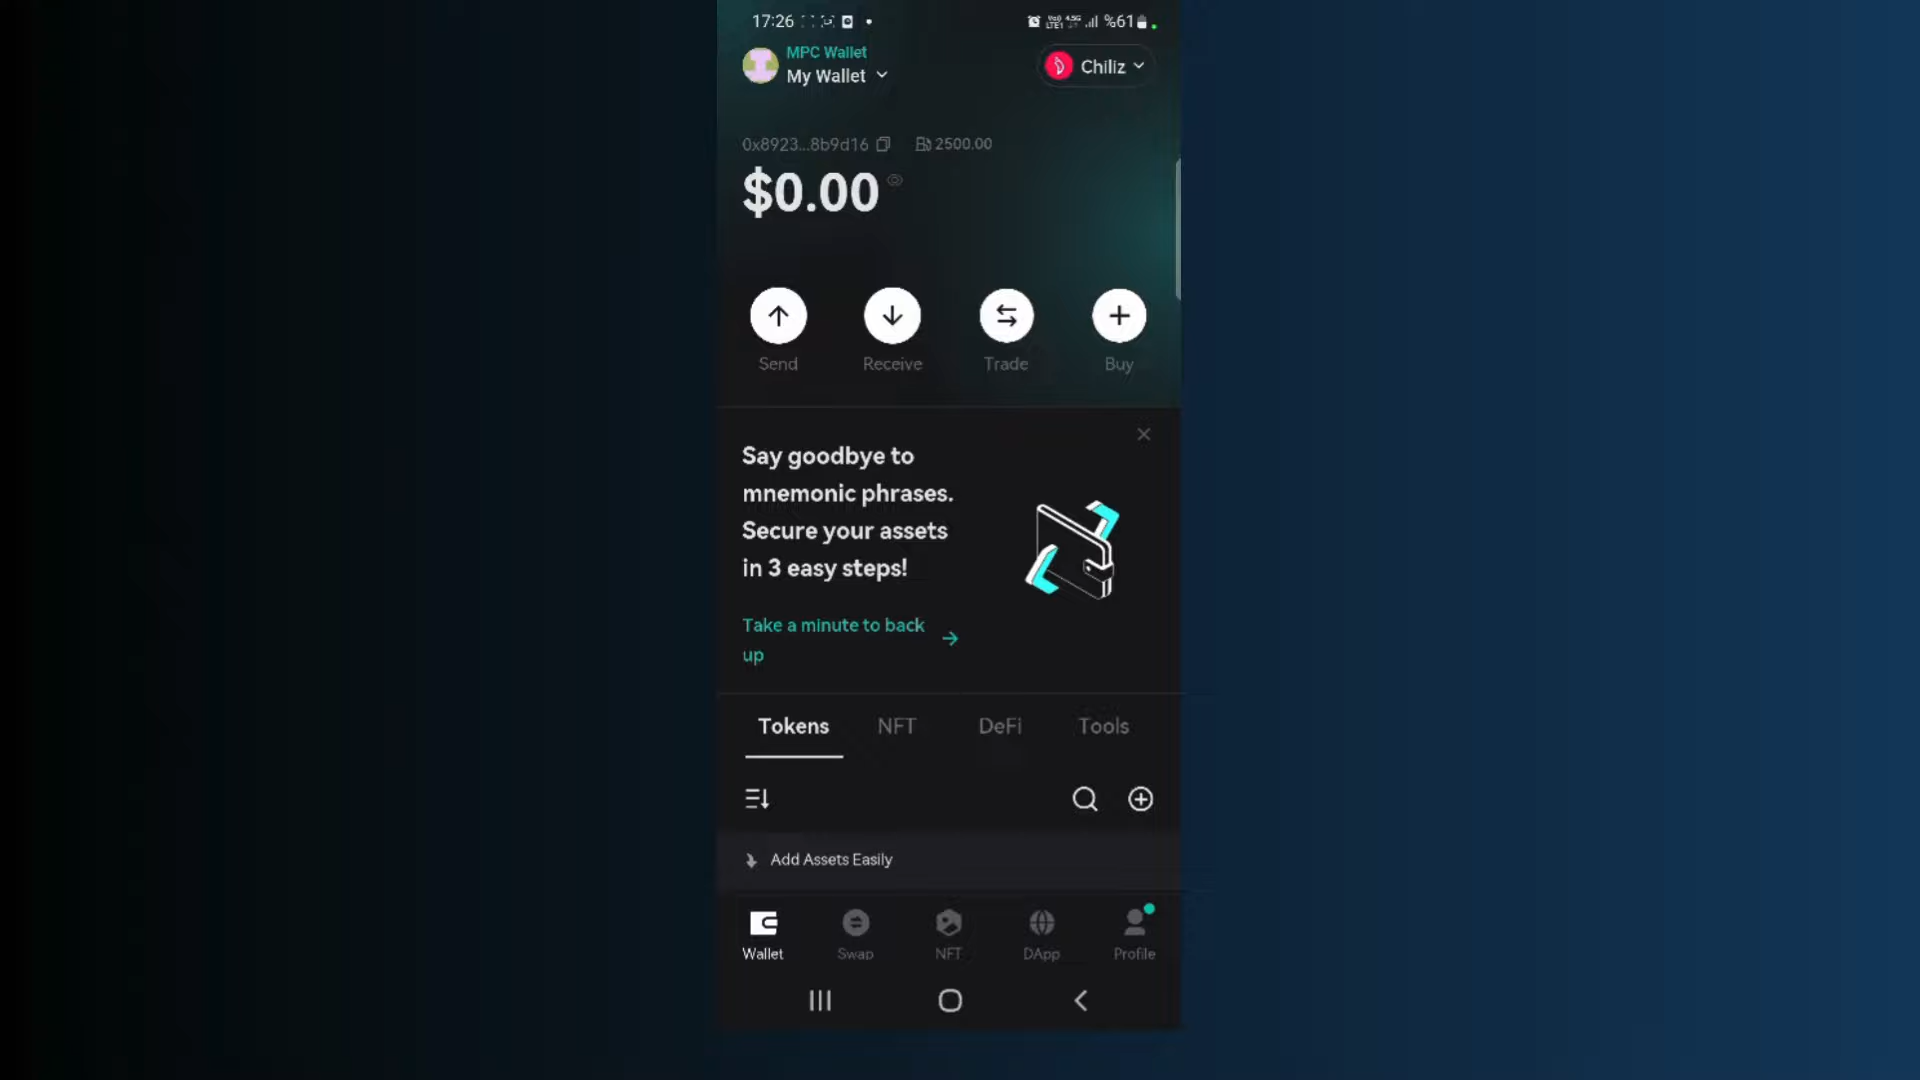 17:26 %61
MPC Wallet
My Wallet
Chiliz
0x8923...8b9d16 2500.00
$0.00
Send Receive Trade Buy
Say goodbye to
mnemonic phrases.
Secure your assets
in 3 easy steps!
Take a minute to back
up
Tokens NFT DeFi Tools
Add Assets Easily
Wallet Swap NFT DApp Profile